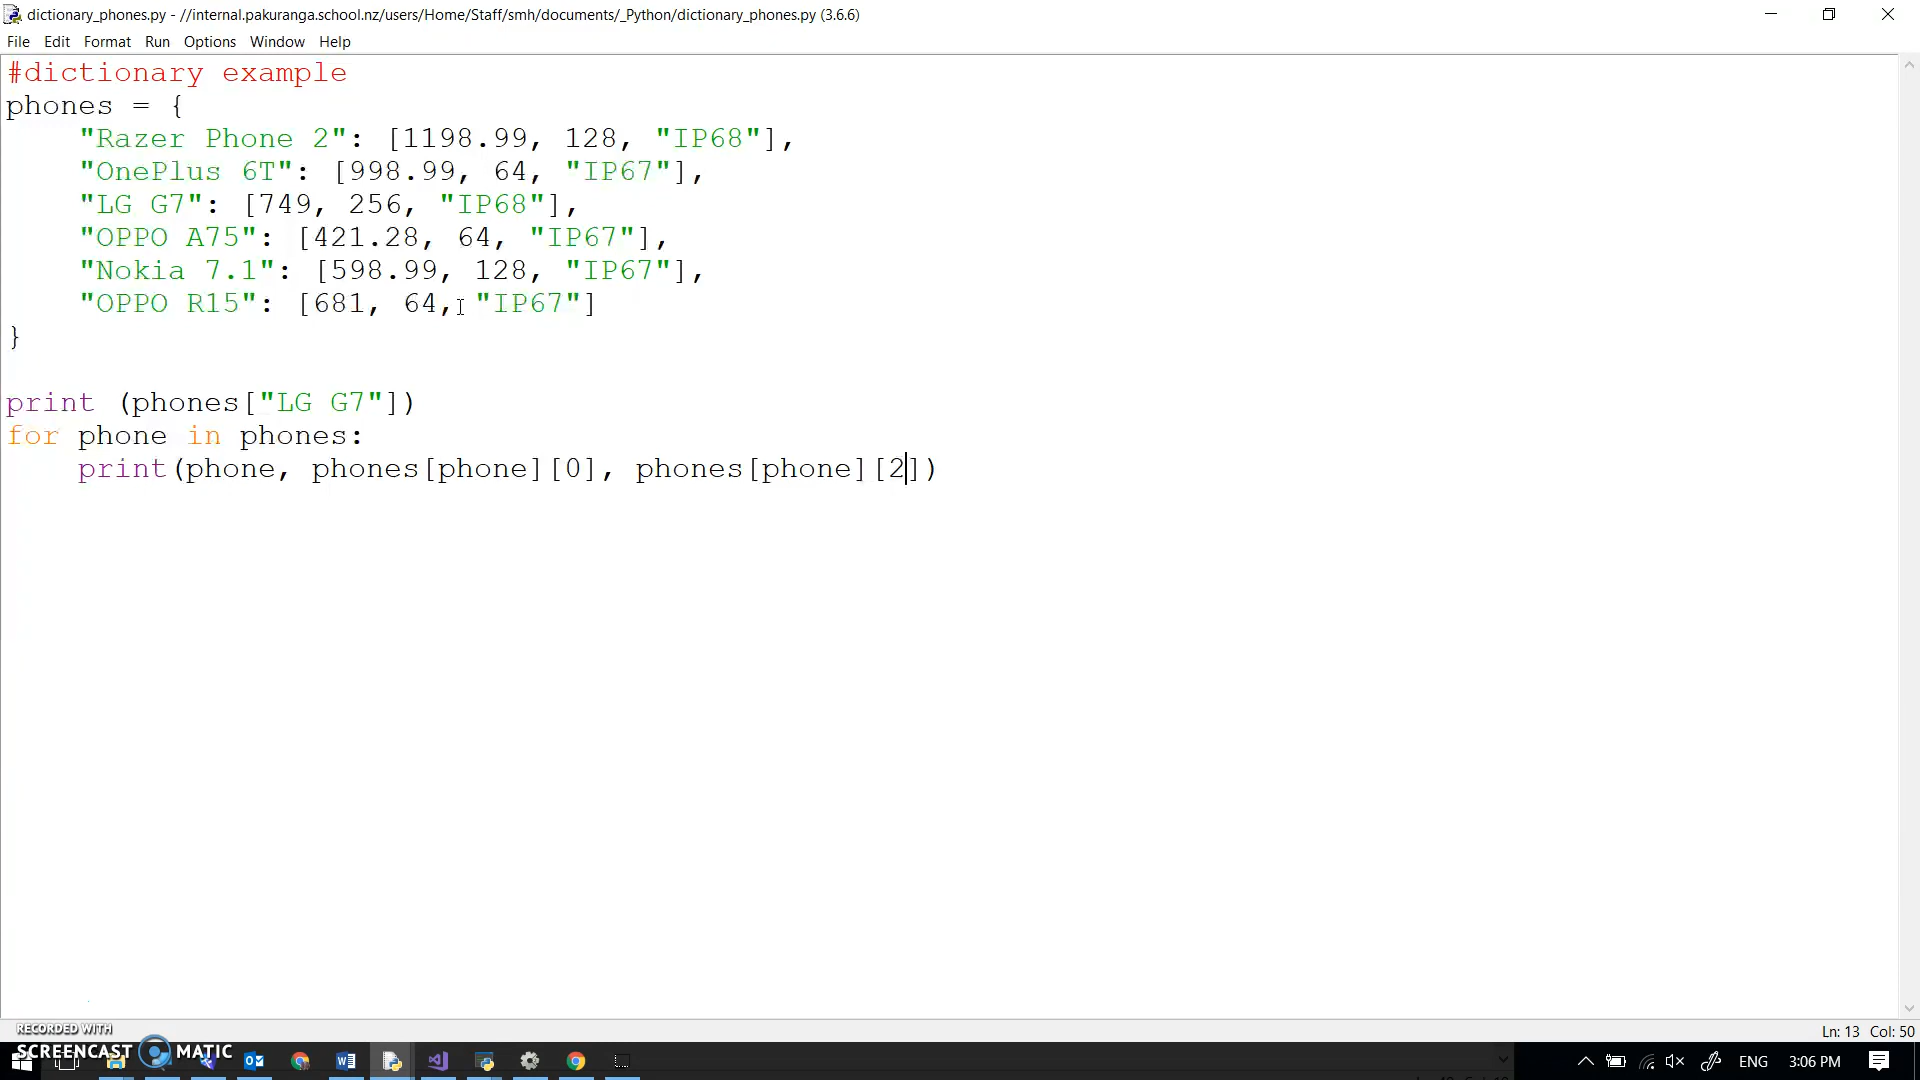 dictionary_phones.py - //internal.pakuranga.school.nz/users/Home/Staff/smh/documents/_Python/dictionary_phones.py (3.6.6)
File Edit Format Run Options Window Help
#dictionary example
phones = {
    "Razer Phone 2": [1198.99, 128, "IP68"],
    "OnePlus 6T": [998.99, 64, "IP67"],
    "LG G7": [749, 256, "IP68"],
    "OPPO A75": [421.28, 64, "IP67"],
    "Nokia 7.1": [598.99, 128, "IP67"],
    "OPPO R15": [681, 64, "IP67"]
}
print (phones["LG G7"])
for phone in phones:
    print(phone, phones[phone][0], phones[phone][2])
Ln: 13 Col: 50
RECORDED WITH
SCREENCAST MATIC
ENG 3:06 PM